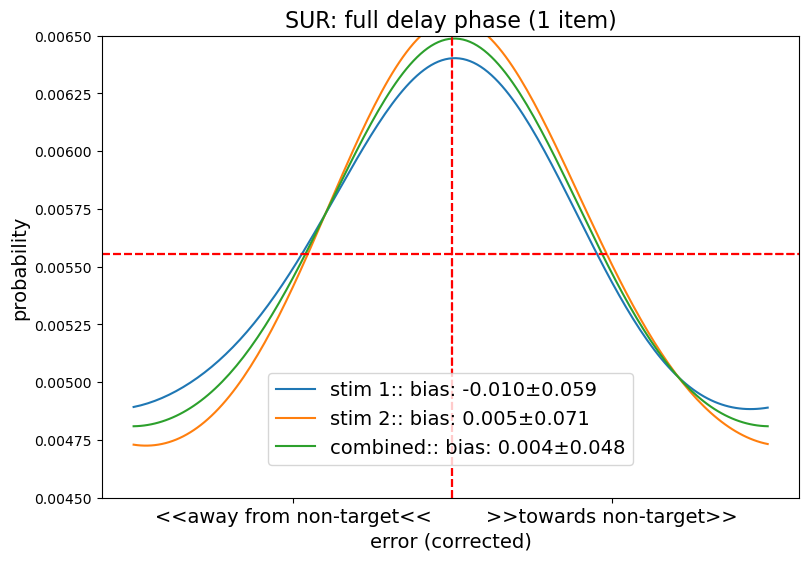 SUR: full delay phase (1 item)
0.00650
0.00625
0.00600
0.00575
0.00550
0.00525
0.00500
0.00475
0.00450
probability
stim 1:: bias: -0.010±0.059
stim 2:: bias: 0.005±0.071
combined:: bias: 0.004±0.048
<<away from non-target<<
>>towards non-target>>
error (corrected)